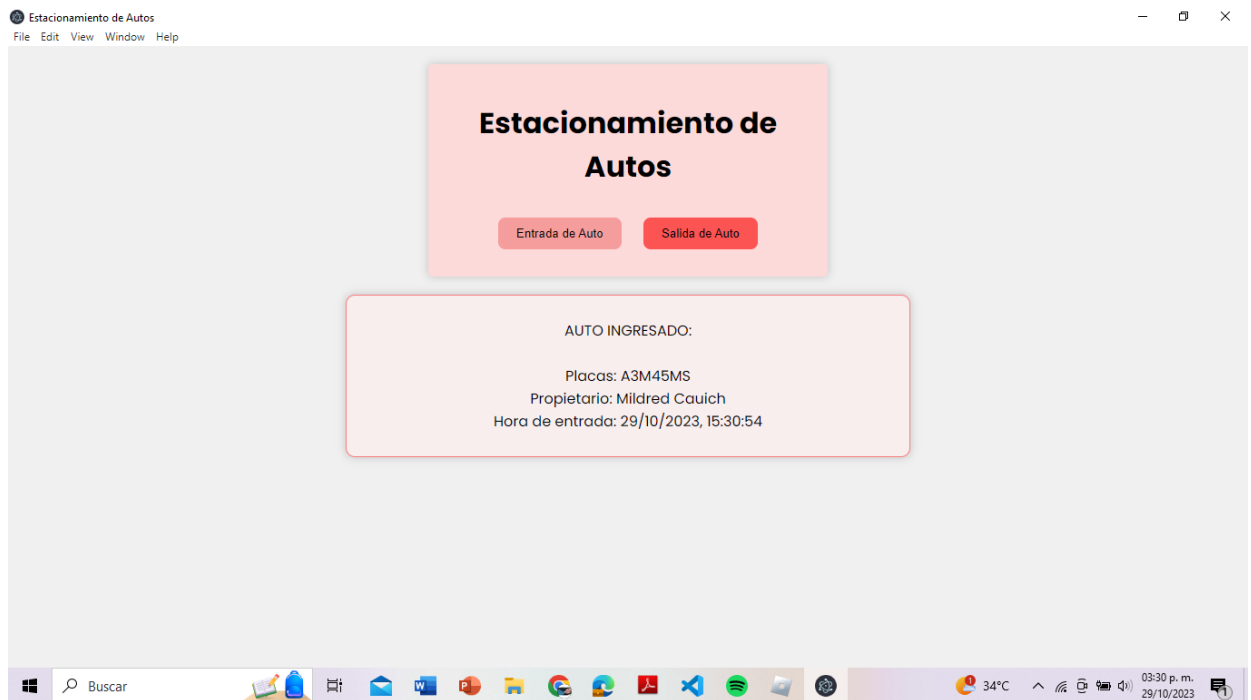 Estacionamiento de Autos
File Edit View Window Help
Estacionamiento de
Autos
Entrada de Auto Salida de Auto
AUTO INGRESADO:
Placas: A3M45MS
Propietario: Mildred Cauich
Hora de entrada: 29/10/2023, 15:30:54
Buscar
34°C
03:30 p. m.
29/10/2023